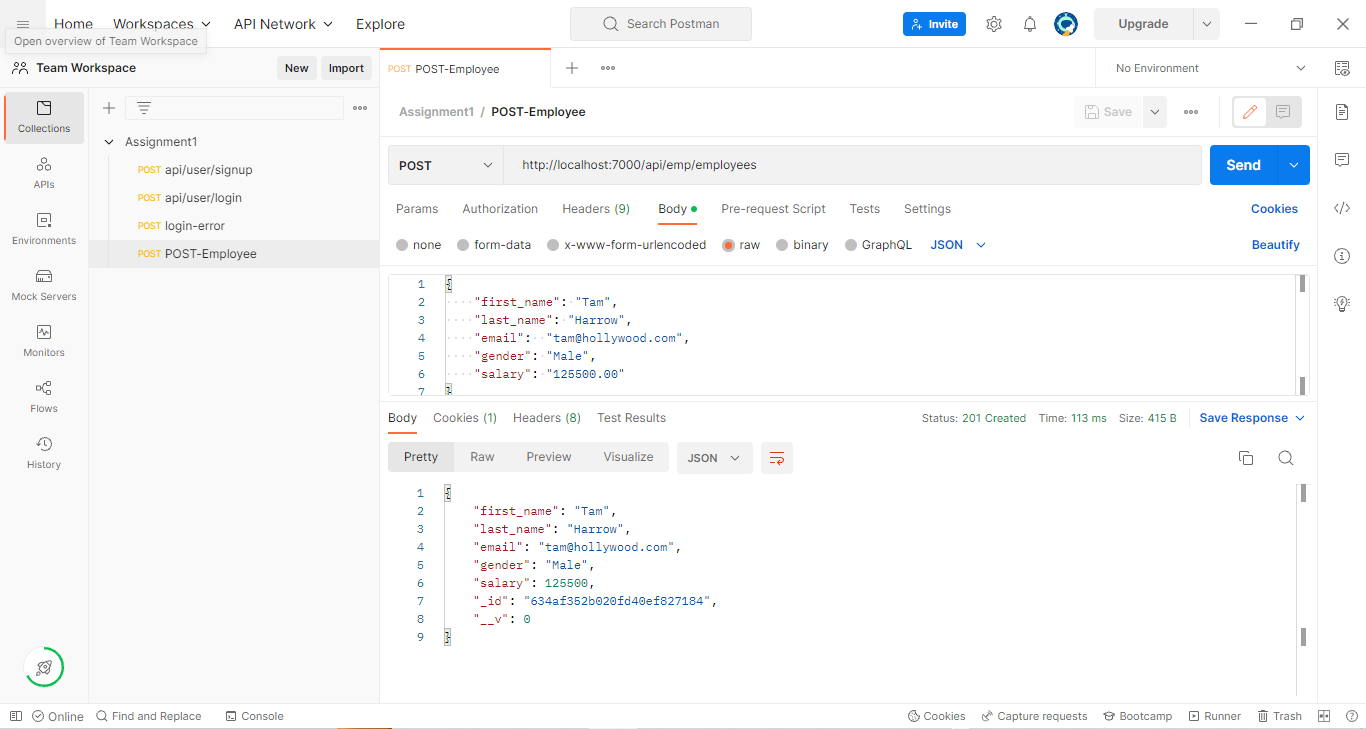 Home Workspaces API Network Explore Search Postman Invite Upgrade
Open overview of Team Workspace
Team Workspace New Import POST POST-Employee No Environment
Collections
APIs
Environments
Mock Servers
Monitors
Flows
History
Assignment1
POST api/user/signup
POST api/user/login
POST login-error
POST POST-Employee
Assignment1 / POST-Employee Save
POST http://localhost:7000/api/emp/employees Send
Params Authorization Headers (9) Body Pre-request Script Tests Settings Cookies
none form-data x-www-form-urlencoded raw binary GraphQL JSON Beautify
1 {
2 "first_name": "Tam",
3 "last_name": "Harrow",
4 "email": "tam@hollywood.com",
5 "gender": "Male",
6 "salary": "125500.00"
7 }
Body Cookies (1) Headers (8) Test Results Status: 201 Created Time: 113 ms Size: 415 B Save Response
Pretty Raw Preview Visualize JSON
1 {
2 "first_name": "Tam",
3 "last_name": "Harrow",
4 "email": "tam@hollywood.com",
5 "gender": "Male",
6 "salary": 125500,
7 "_id": "634af352b020fd40ef827184",
8 "__v": 0
9 }
Online Find and Replace Console Cookies Capture requests Bootcamp Runner Trash